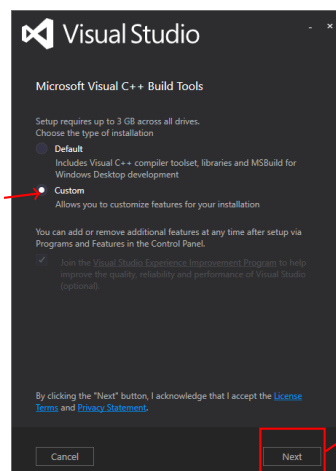 Visual Studio
Microsoft Visual C++ Build Tools
Setup requires up to 3 GB across all drives.
Choose the type of installation
Default
Includes Visual C++ compiler toolset, libraries and MSBuild for
Windows Desktop development
Custom
Allows you to customize features for your installation
You can add or remove additional features at any time after setup via
Programs and Features in the Control Panel.
Join the Visual Studio Experience Improvement Program to help
improve the quality, reliability and performance of Visual Studio
(optional).
By clicking the "Next" button, I acknowledge that I accept the License
Terms and Privacy Statement.
Cancel
Next